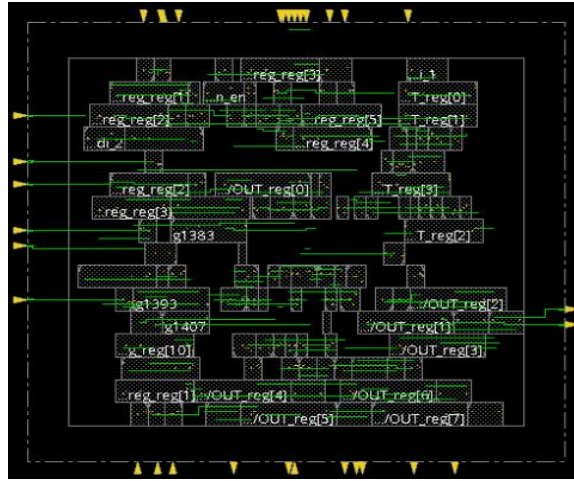 reg_reg[3] ..i_1
..reg_reg[1] ...n_en ..T_reg[0]
..reg_reg[2] ..reg_reg[5] ..T_reg[1]
..di_2 ...reg_reg[4]
..reg_reg[2] ../OUT_reg[0] ..T_reg[3]
..reg_reg[3]
g1383 ..T_reg[2]
g1393 ../OUT_reg[2]
g1407 ../OUT_reg[1]
g_reg[10] ../OUT_reg[3]
..reg_reg[1] ../OUT_reg[4] ../OUT_reg[6]
../OUT_reg[5] .../OUT_reg[7]